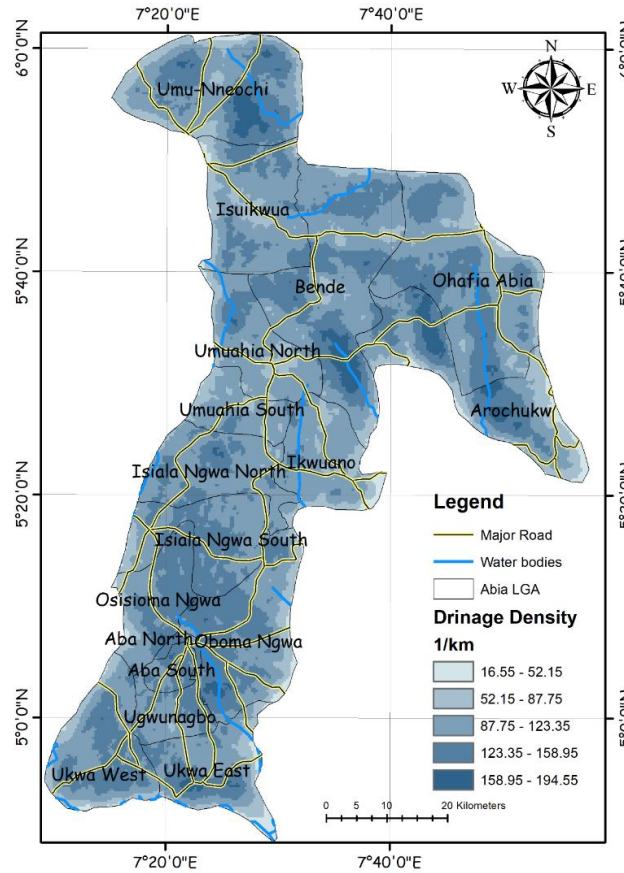 7°20'0"E
7°40'0"E
6°0'0"N
N
W
E
S
Umu-Nneochi
Isuikwua
5°40'0"N
5°40'0"N
Bende
Ohafia Abia
Umuahia North
Umuahia South
Arochukw
Isiala Ngwa North
Ikwuano
5°20'0"N
Legend
Major Road
Water bodies
Abia LGA
Isiala Ngwa South
Osisioma Ngwa
Drinage Density
1/km
16.55 - 52.15
52.15 - 87.75
87.75 - 123.35
123.35 - 158.95
158.95 - 194.55
Aba North
Oboma Ngwa
Aba South
Ugwunagbo
5°0'0"N
Ukwa West
Ukwa East
0 5 10 20 Kilometers
7°20'0"E
7°40'0"E